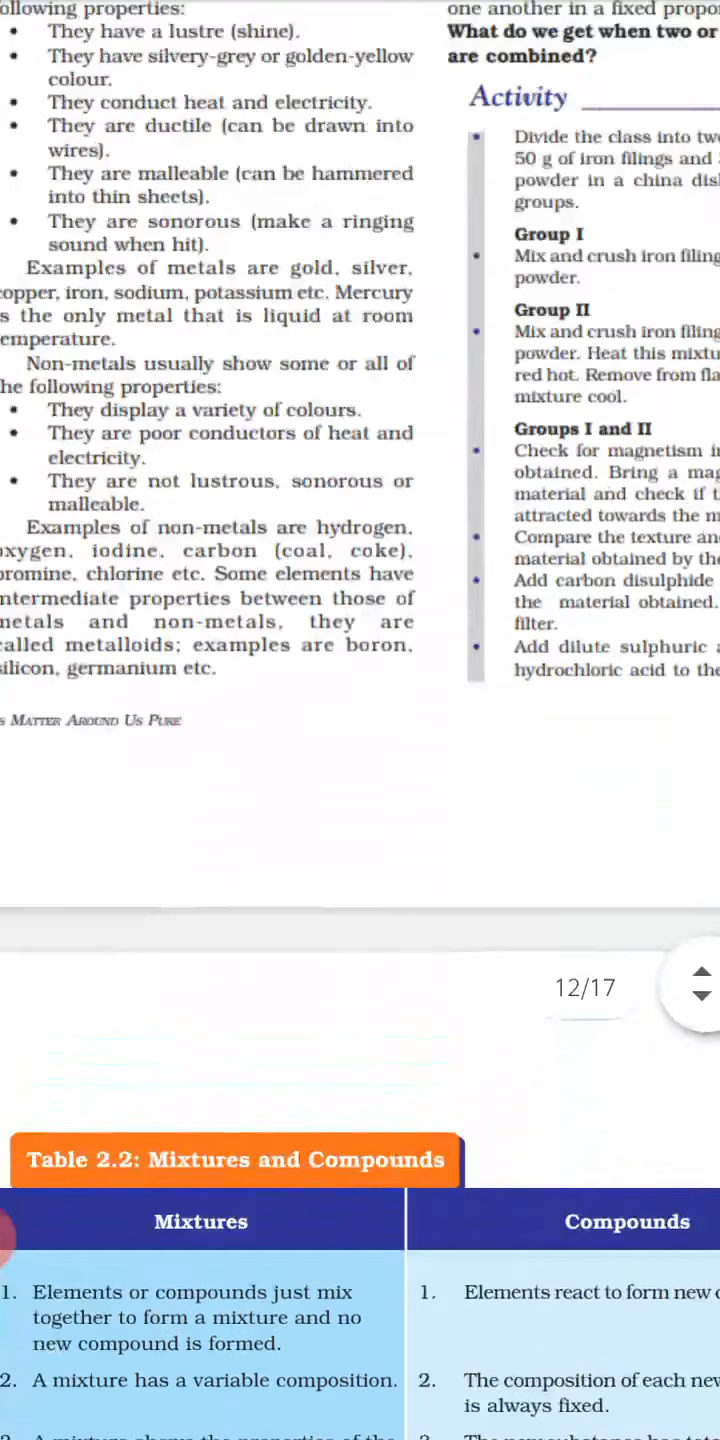 ollowing properties:
• They have a lustre (shine).
• They have silvery-grey or golden-yellow
colour.
• They conduct heat and electricity.
• They are ductile (can be drawn into
wires).
• They are malleable (can be hammered
into thin sheets).
• They are sonorous (make a ringing
sound when hit).
Examples of metals are gold, silver,
copper, iron, sodium, potassium etc. Mercury
s the only metal that is liquid at room
emperature.
Non-metals usually show some or all of
he following properties:
• They display a variety of colours.
• They are poor conductors of heat and
electricity.
• They are not lustrous, sonorous or
malleable.
Examples of non-metals are hydrogen,
oxygen, iodine, carbon (coal, coke),
bromine, chlorine etc. Some elements have
ntermediate properties between those of
metals and non-metals, they are
called metalloids; examples are boron,
silicon, germanium etc.
s Matter Around Us Pure
one another in a fixed propo
What do we get when two or
are combined?
Activity
• Divide the class into tw
50 g of iron filings and
powder in a china dis
groups.
Group I
• Mix and crush iron filing
powder.
Group II
• Mix and crush iron filing
powder. Heat this mixtu
red hot. Remove from fla
mixture cool.
Groups I and II
• Check for magnetism i
obtained. Bring a mag
material and check if t
attracted towards the m
• Compare the texture an
material obtained by the
• Add carbon disulphide
the material obtained.
filter.
• Add dilute sulphuric a
hydrochloric acid to the
12/17
Table 2.2: Mixtures and Compounds
Mixtures
Compounds
1. Elements or compounds just mix
together to form a mixture and no
new compound is formed.
1. Elements react to form new c
2. A mixture has a variable composition.
2. The composition of each new
is always fixed.